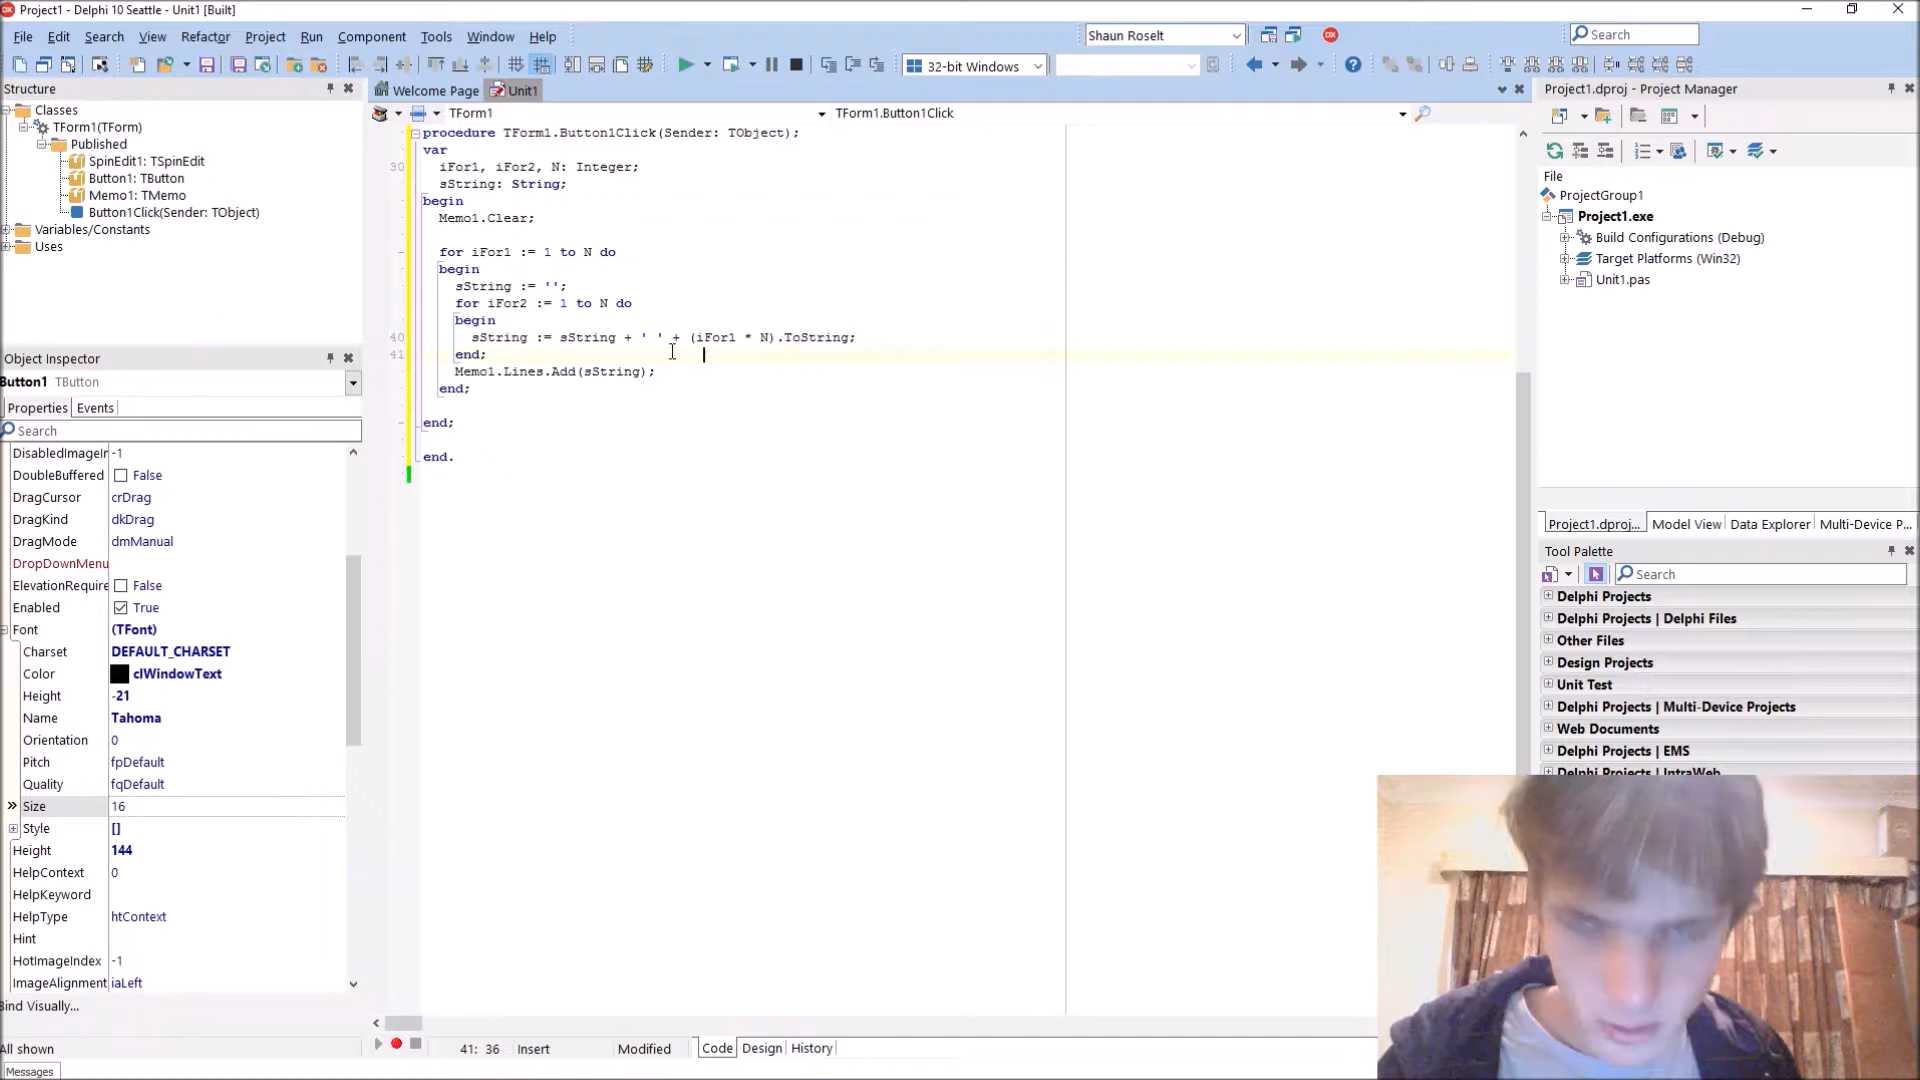 Project1 - Delphi 10 Seattle - Unit1 [Built]
File Edit Search View Refactor Project Run Component Tools Window Help
Shaun Roselt
Search
32-bit Windows
Structure
Classes
TForm1(TForm)
Published
SpinEdit1: TSpinEdit
Button1: TButton
Memo1: TMemo
Button1Click(Sender: TObject)
Variables/Constants
Uses
Object Inspector
Button1 TButton
Properties Events
Search
DisabledImageIr -1
DoubleBuffered False
DragCursor crDrag
DragKind dkDrag
DragMode dmManual
DropDownMenu
ElevationRequire False
Enabled True
Font (TFont)
Charset DEFAULT_CHARSET
Color clWindowText
Height -21
Name Tahoma
Orientation 0
Pitch fpDefault
Quality fqDefault
Size 16
Style []
Height 144
HelpContext 0
HelpKeyword
HelpType htContext
Hint
HotImageIndex -1
ImageAlignment iaLeft
Bind Visually...
All shown
Messages
Welcome Page Unit1
TForm1 TForm1.Button1Click
procedure TForm1.Button1Click(Sender: TObject);
var
30 iFor1, iFor2, N: Integer;
sString: String;
begin
Memo1.Clear;
for iFor1 := 1 to N do
begin
sString := '';
for iFor2 := 1 to N do
begin
40 sString := sString + ' ' + (iFor1 * N).ToString;
41 end;
Memo1.Lines.Add(sString);
end;
end;
end.
41: 36 Insert Modified Code Design History
Project1.dproj - Project Manager
File
ProjectGroup1
Project1.exe
Build Configurations (Debug)
Target Platforms (Win32)
Unit1.pas
Project1.dproj... Model View Data Explorer Multi-Device P...
Tool Palette
Search
Delphi Projects
Delphi Projects | Delphi Files
Other Files
Design Projects
Unit Test
Delphi Projects | Multi-Device Projects
Web Documents
Delphi Projects | EMS
Delphi Projects | IntraWeb